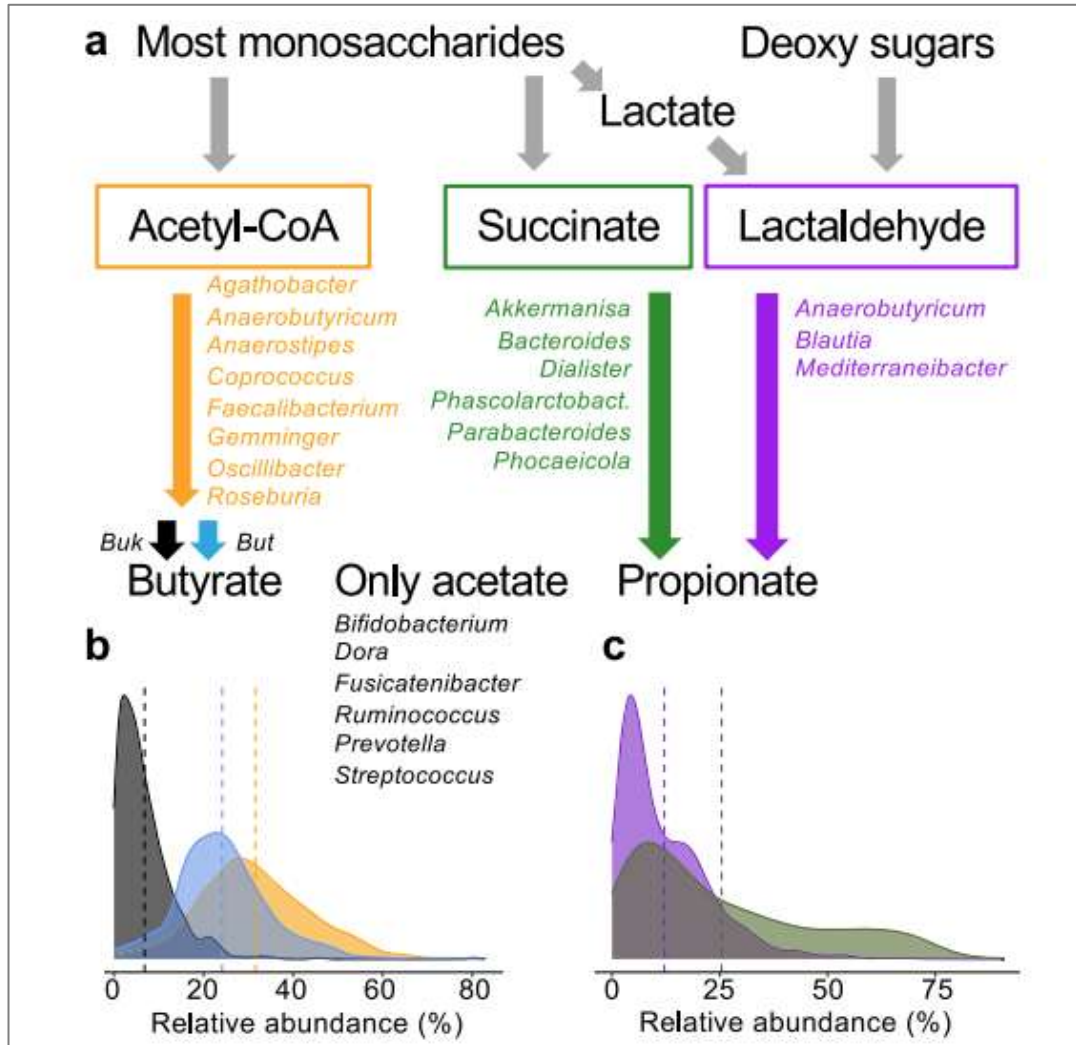 a
Most monosaccharides
Deoxy sugars
Lactate
Acetyl-CoA
Succinate
Lactaldehyde
Agathobacter
Anaerobutyricum
Anaerostipes
Coprococcus
Faecalibacterium
Gemminger
Oscillibacter
Roseburia
Akkermanisa
Bacteroides
Dialister
Phascolarctobact.
Parabacteroides
Phocaeicola
Anaerobutyricum
Blautia
Mediterraneibacter
Buk
But
Butyrate
Only acetate
Propionate
Bifidobacterium
Dora
Fusicatenibacter
Ruminococcus
Prevotella
Streptococcus
b
0 20 40 60 80
Relative abundance (%)
c
0 25 50 75
Relative abundance (%)